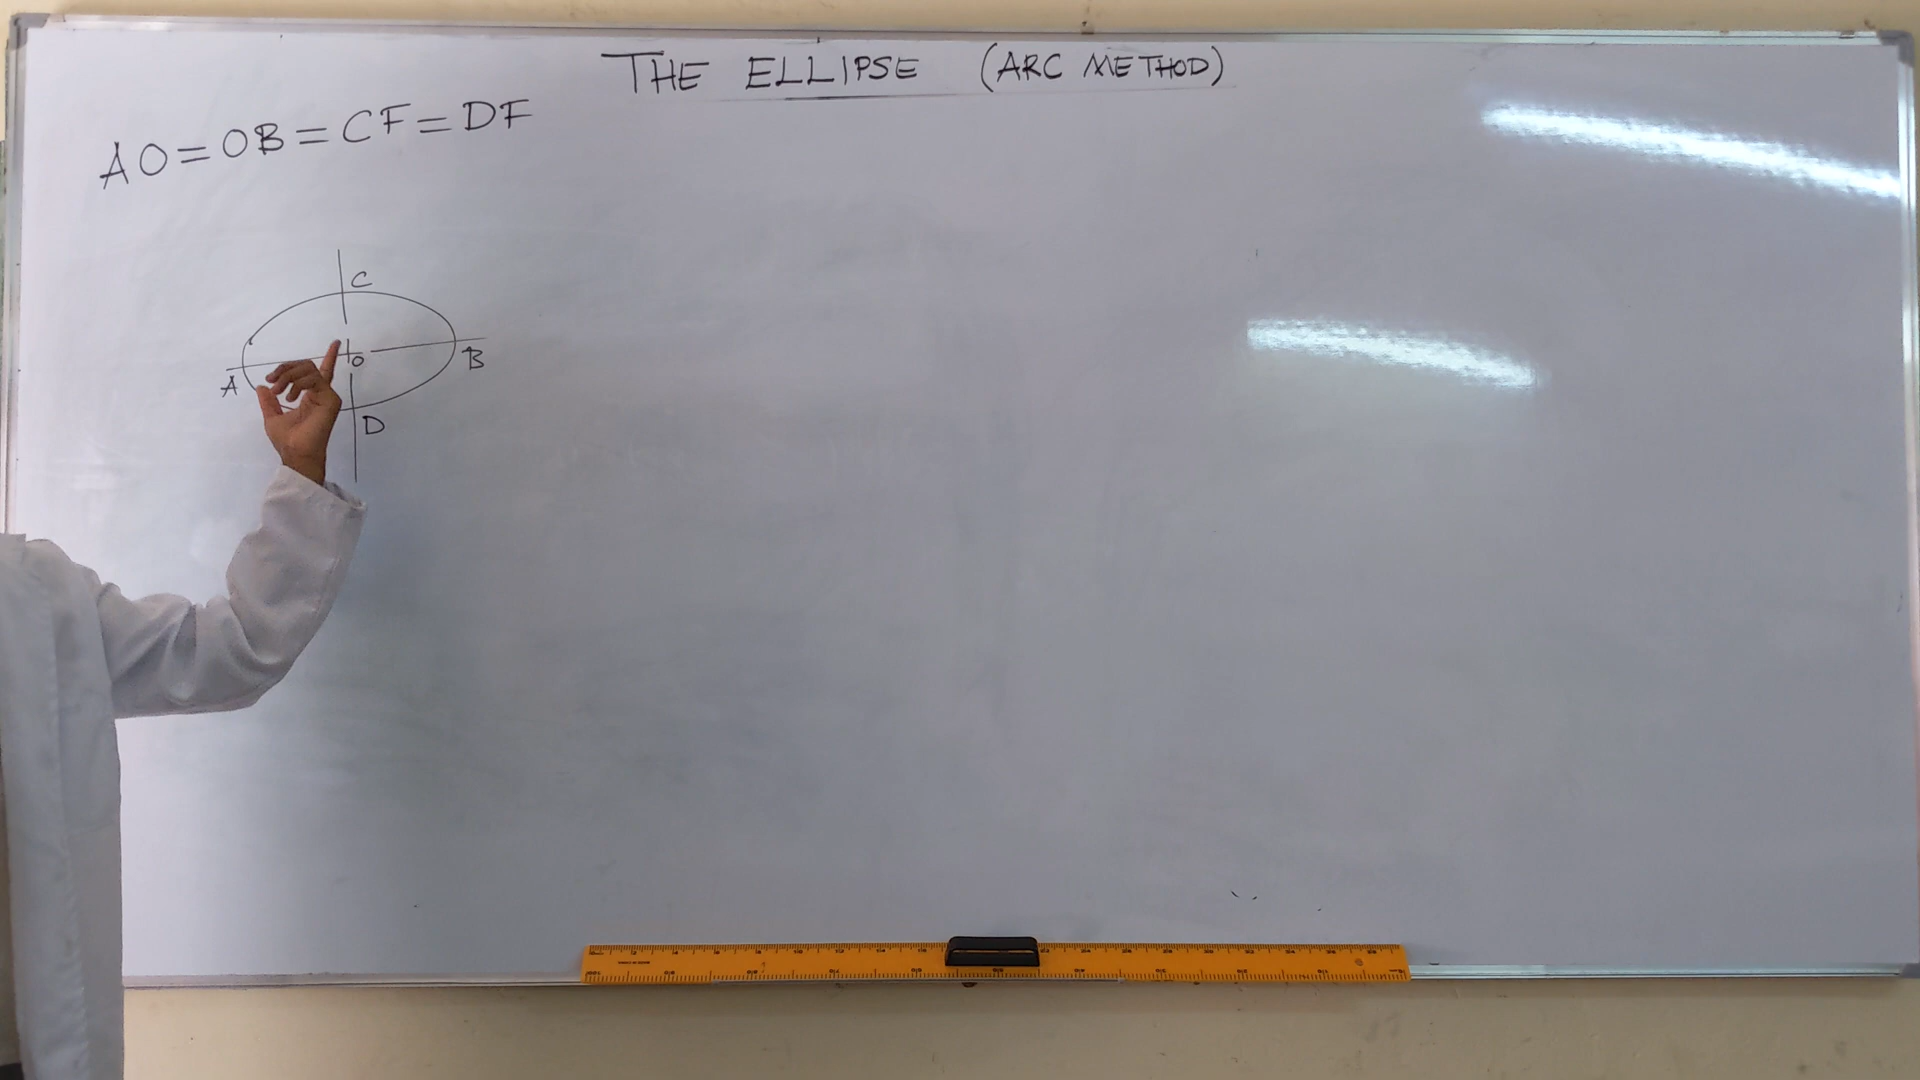 THE ELLIPSE (ARC METHOD)
AO=OB=CF=DF
C
O
B
A
D